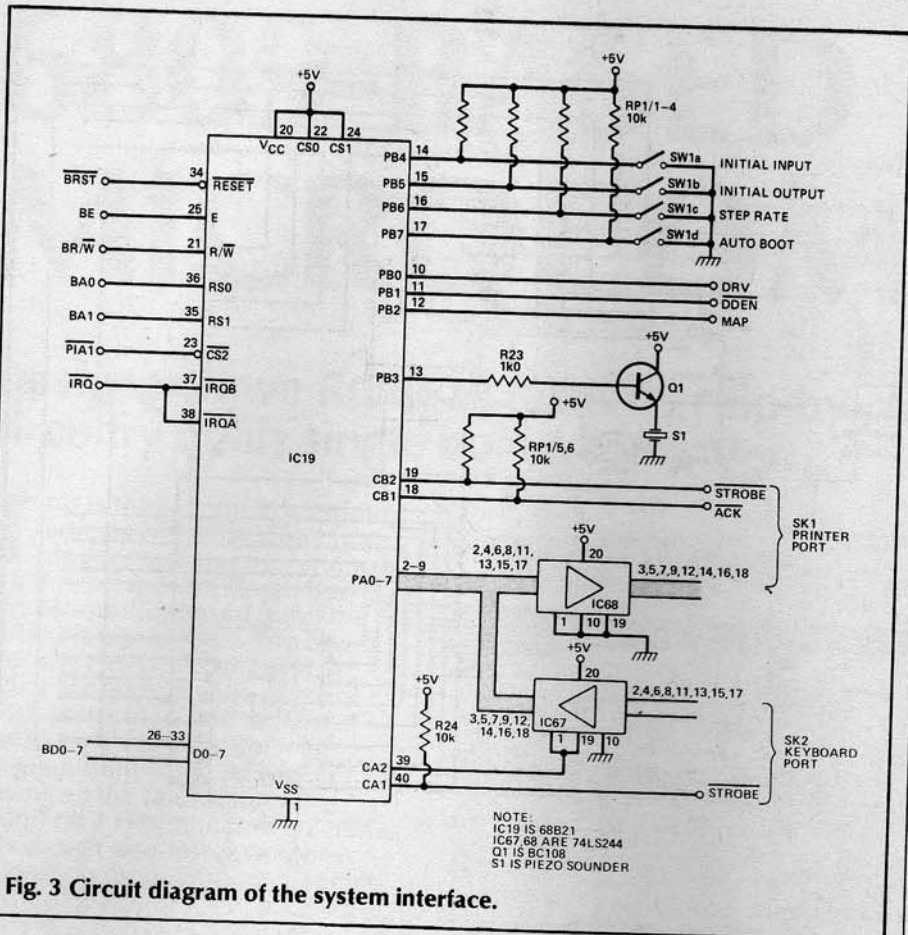 +5V
20 22 24
VCC CS0 CS1
+5V
RP1/1–4
10k
PB4 14 SW1a INITIAL INPUT
PB5 15 SW1b INITIAL OUTPUT
PB6 16 SW1c STEP RATE
PB7 17 SW1d AUTO BOOT
BRST 34 RESET
BE 25 E
BR/W 21 R/W
BA0 36 RS0
BA1 35 RS1
PIA1 23 CS2
IRQ 37 IRQB
38 IRQA
IC19
PB0 10 DRV
PB1 11 DDEN
PB2 12 MAP
PB3 13
R23
1k0
+5V
Q1
S1
+5V
RP1/5,6
10k
CB2 19 STROBE
CB1 18 ACK
SK1
PRINTER
PORT
+5V
20
2,4,6,8,11,
13,15,17
3,5,7,9,12,14,16,18
PA0–7 2–9
IC68
1 10 19
+5V
20
2,4,6,8,11,13,15,17
3,5,7,9,12,
14,16,18
IC67
1 19 10
SK2
KEYBOARD
PORT
+5V
R24
10k
BD0–7 26–33 D0–7
CA2 39
CA1 40 STROBE
VSS
1
NOTE:
IC19 IS 68B21
IC67,68 ARE 74LS244
Q1 IS BC108
S1 IS PIEZO SOUNDER
Fig. 3 Circuit diagram of the system interface.